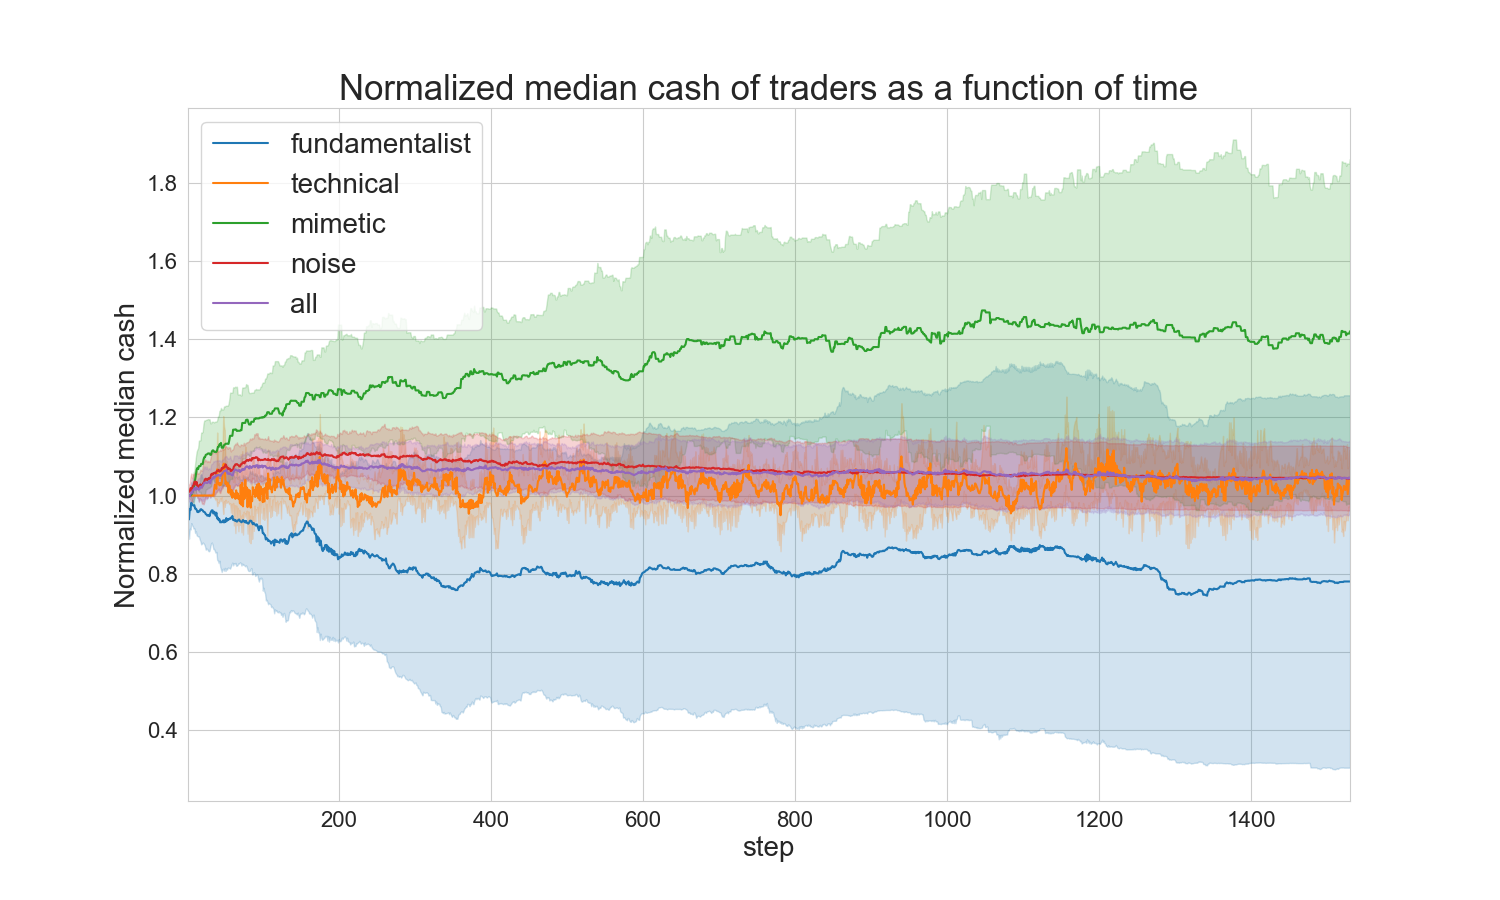 Normalized median cash of traders as a function of time
fundamentalist
technical
mimetic
noise
all
Normalized median cash
1.8
1.6
1.4
1.2
1.0
0.8
0.6
0.4
200 400 600 800 1000 1200 1400
step